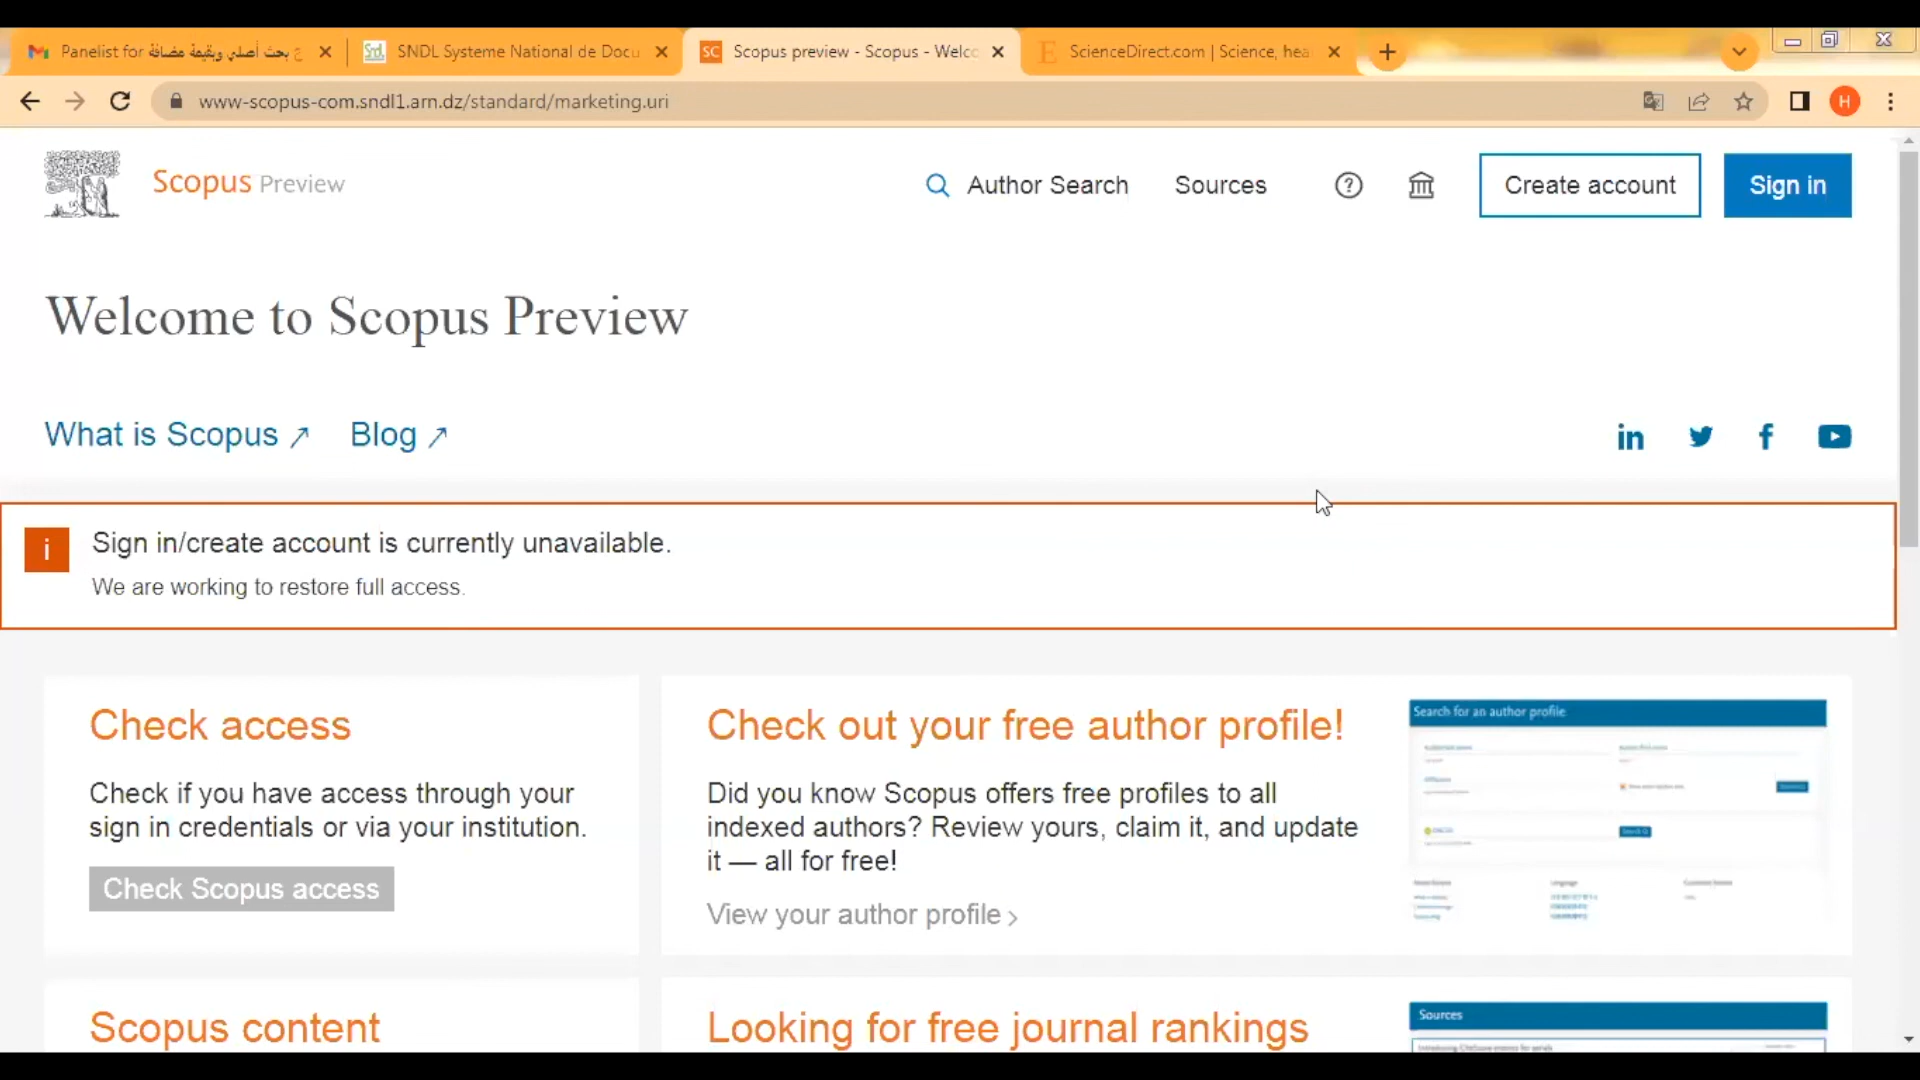 Panelist for ج بحث أصلي وبقيمة مضافة
SNDL Systeme National de Docu
SC Scopus preview - Scopus - Welco
ScienceDirect.com | Science, hea
www-scopus-com.sndl1.arn.dz/standard/marketing.uri
H
Scopus Preview
Author Search
Sources
Create account
Sign in
Welcome to Scopus Preview
What is Scopus
Blog
Sign in/create account is currently unavailable.
We are working to restore full access.
Check access
Check if you have access through your
sign in credentials or via your institution.
Check Scopus access
Check out your free author profile!
Did you know Scopus offers free profiles to all
indexed authors? Review yours, claim it, and update
it — all for free!
View your author profile
Search for an author profile
Scopus content
Looking for free journal rankings
Sources